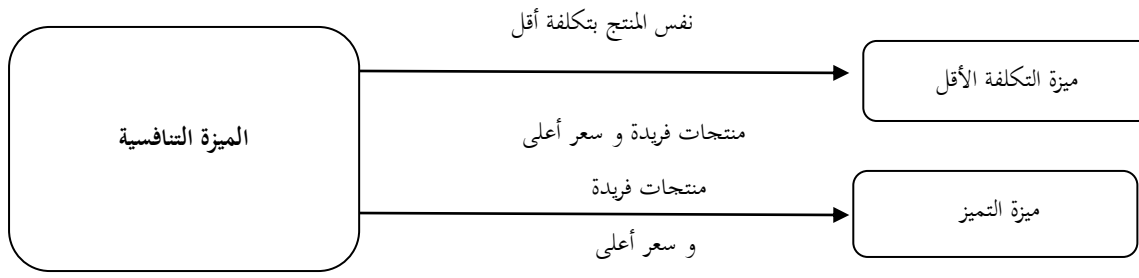 نفس المنتج بتكلفة أقل
ميزة التكلفة الأقل
الميزة التنافسية
منتجات فريدة و سعر أعلى
منتجات فريدة
ميزة التميز
و سعر أعلى